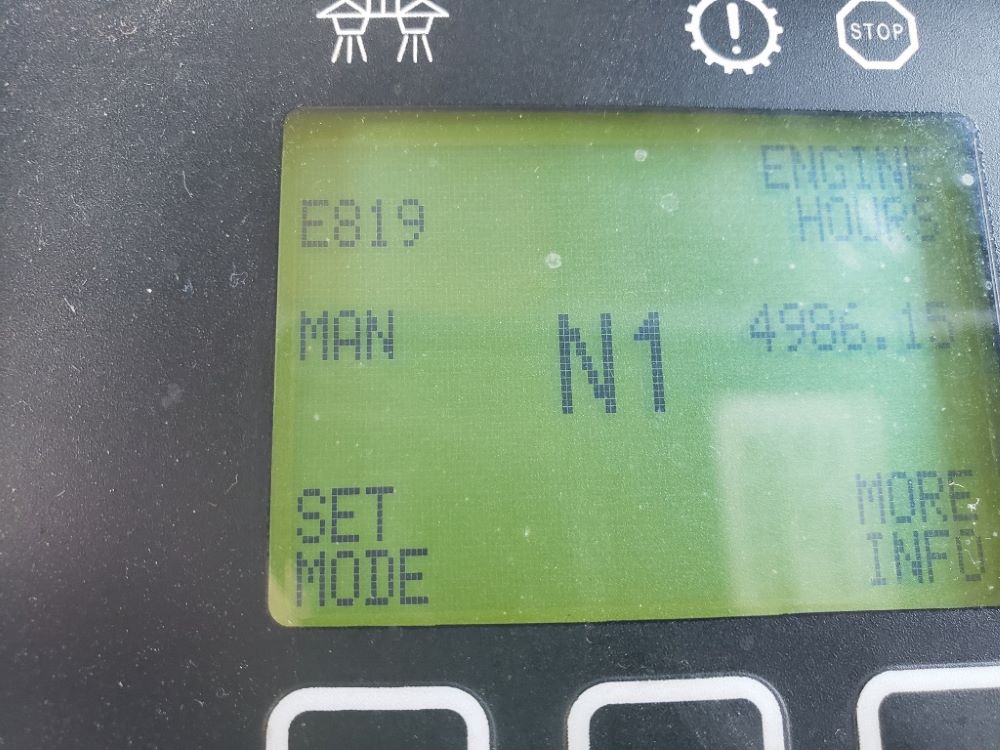 STOP
ENGINE
HOURS
E819
MAN
N1
4986.15
SET
MODE
MORE
INFO